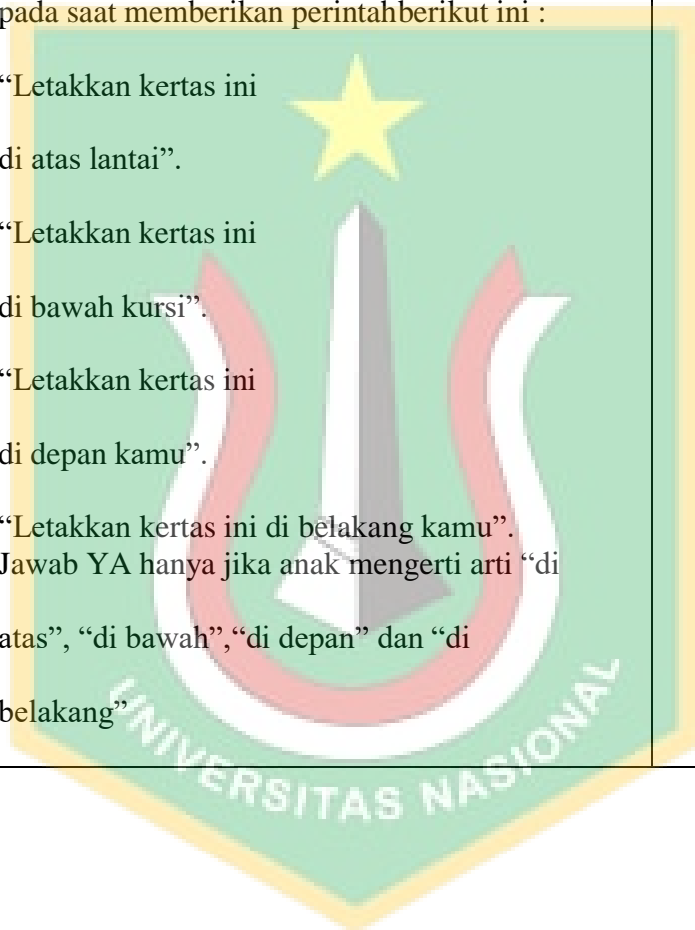 pada saat memberikan perintahberikut ini :
“Letakkan kertas ini
di atas lantai”.
“Letakkan kertas ini
di bawah kursi”.
“Letakkan kertas ini
di depan kamu”.
“Letakkan kertas ini di belakang kamu”.
Jawab YA hanya jika anak mengerti arti “di
atas”, “di bawah”,“di depan” dan “di
belakang”
UNIVERSITAS NASIONAL